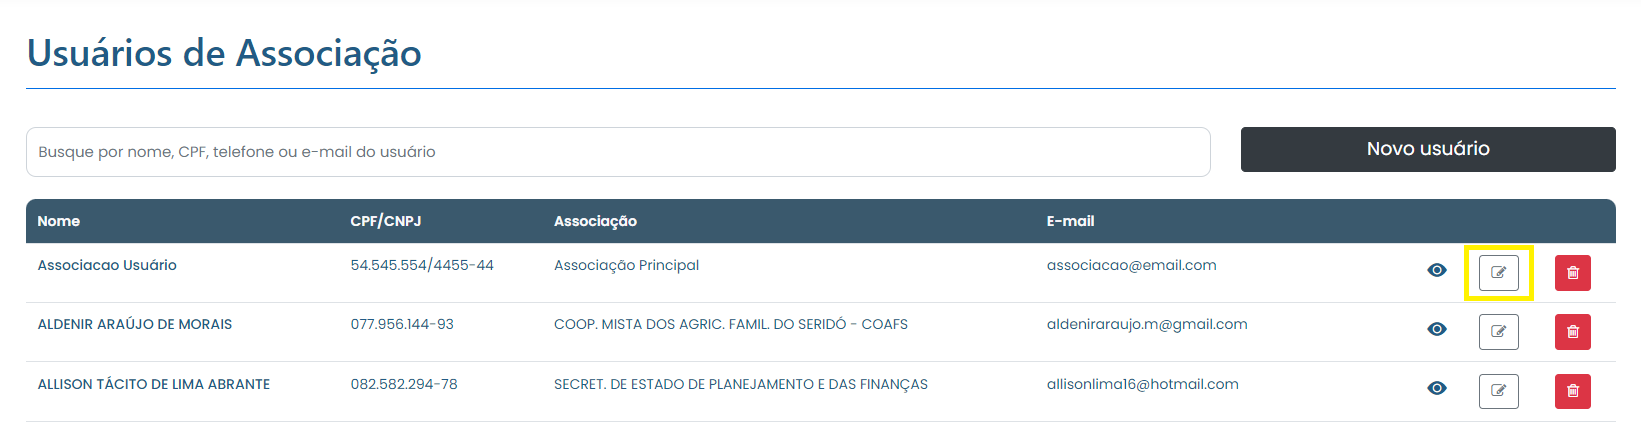 Usuários de Associação
Busque por nome, CPF, telefone ou e-mail do usuário
Novo usuário
Nome CPF/CNPJ Associação E-mail
Associacao Usuário 54.545.554/4455-44 Associação Principal associacao@email.com
ALDENIR ARAÚJO DE MORAIS 077.956.144-93 COOP. MISTA DOS AGRIC. FAMIL. DO SERIDÓ - COAFS aldeniraraujo.m@gmail.com
ALLISON TÁCITO DE LIMA ABRANTE 082.582.294-78 SECRET. DE ESTADO DE PLANEJAMENTO E DAS FINANÇAS allisonlima16@hotmail.com